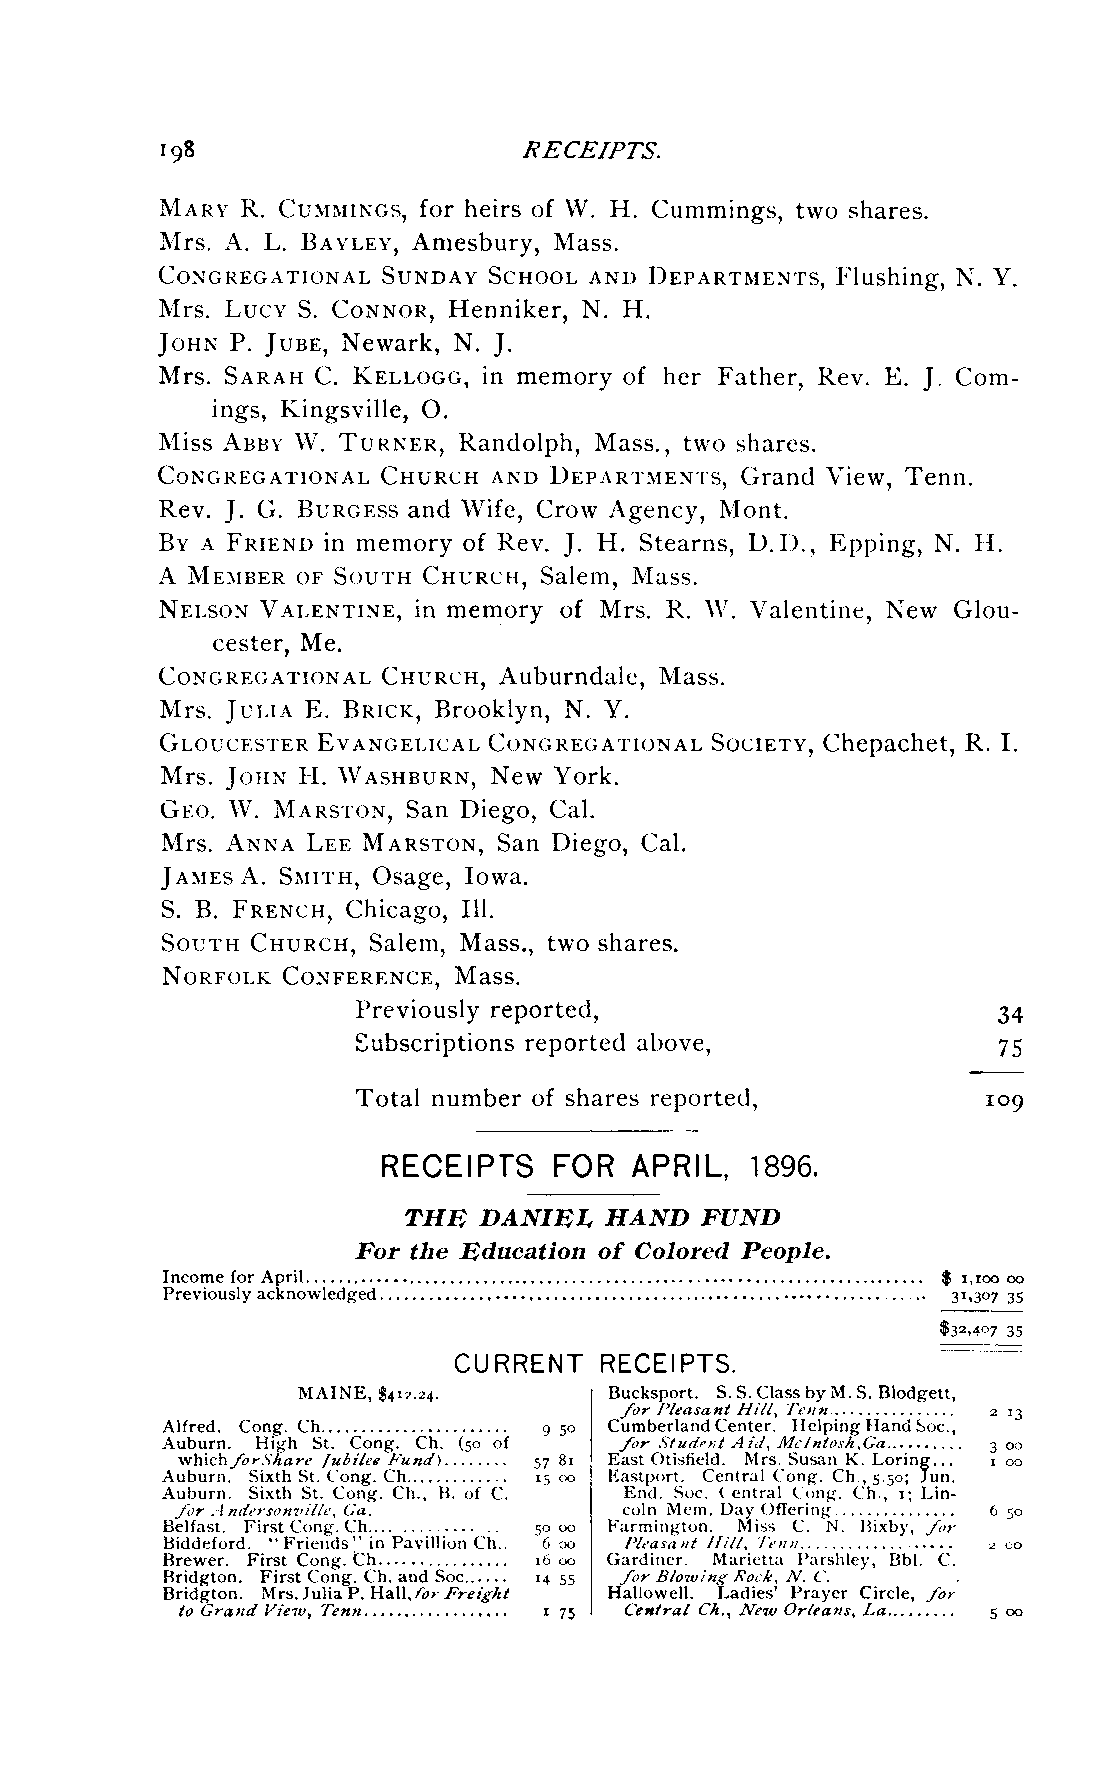 198 RECEIPTS.
MARY R. CUMMINGS, for heirs of W. H. Cummings, two shares.
Mrs. A. L. BAYLEY, Amesbury, Mass.
CONGREGATIONAL SUNDAY SCHOOL AND DEPARTMENTS, Flushing, N. Y.
Mrs. LUCY S. CONNOR, Henniker, N. H.
JOHN P. JUBE, Newark, N. J.
Mrs. SARAH C. KELLOGG, in memory of her Father, Rev. E. J. Com-
ings, Kingsville, O.
Miss ABBY W. TURNER, Randolph, Mass., two shares.
CONGREGATIONAL CHURCH AND DEPARTMENTS, Grand View, Tenn.
Rev. J. G. BURGESS and Wife, Crow Agency, Mont.
BY A FRIEND in memory of Rev. J. H. Stearns, D.D., Epping, N. H.
A MEMBER OF SOUTH CHURCH, Salem, Mass.
NELSON VALENTINE, in memory of Mrs. R. W. Valentine, New Glou-
cester, Me.
CONGREGATIONAL CHURCH, Auburndale, Mass.
Mrs. JULIA E. BRICK, Brooklyn, N. Y.
GLOUCESTER EVANGELICAL CONGREGATIONAL SOCIETY, Chepachet, R. I.
Mrs. JOHN H. WASHBURN, New York.
GEO. W. MARSTON, San Diego, Cal.
Mrs. ANNA LEE MARSTON, San Diego, Cal.
JAMES A. SMITH, Osage, Iowa.
S. B. FRENCH, Chicago, Ill.
SOUTH CHURCH, Salem, Mass., two shares.
NORFOLK CONFERENCE, Mass.
Previously reported, 34
Subscriptions reported above, 75
Total number of shares reported, 109
RECEIPTS FOR APRIL, 1896.
THE DANIEL HAND FUND
For the Education of Colored People.
Income for April........ $ 1,100 00
Previously acknowledged........ 31,307 35
$32,407 35
CURRENT RECEIPTS.
MAINE, $417.24.
Alfred. Cong. Ch........ 9 50
Auburn. High St. Cong. Ch. (50 of
which for Share Jubilee Fund)........ 57 81
Auburn. Sixth St. Cong. Ch........ 15 00
Auburn. Sixth St. Cong. Ch., B. of C.
for Andersonville, Ga.
Belfast. First Cong. Ch........ 50 00
Biddeford. "Friends" in Pavillion Ch.. 6 00
Brewer. First Cong. Ch........ 16 00
Bridgton. First Cong. Ch. and Soc...... 14 55
Bridgton. Mrs. Julia P. Hall, for Freight
to Grand View, Tenn........ 1 75
Bucksport. S. S. Class by M. S. Blodgett,
for Pleasant Hill, Tenn........ 2 13
Cumberland Center. Helping Hand Soc.,
for Student Aid, McIntosh, Ga........ 3 00
East Otisfield. Mrs. Susan K. Loring... 1 00
Eastport. Central Cong. Ch., 5.50; Jun.
End. Soc. Central Cong. Ch., 1; Lin-
coln Mem. Day Offering........ 6 50
Farmington. Miss C. N. Bixby, for
Pleasant Hill, Tenn........ 2 00
Gardiner. Marietta Parshley, Bbl. C.
for Blowing Rock, N. C.
Hallowell. Ladies' Prayer Circle, for
Central Ch., New Orleans, La........ 5 00